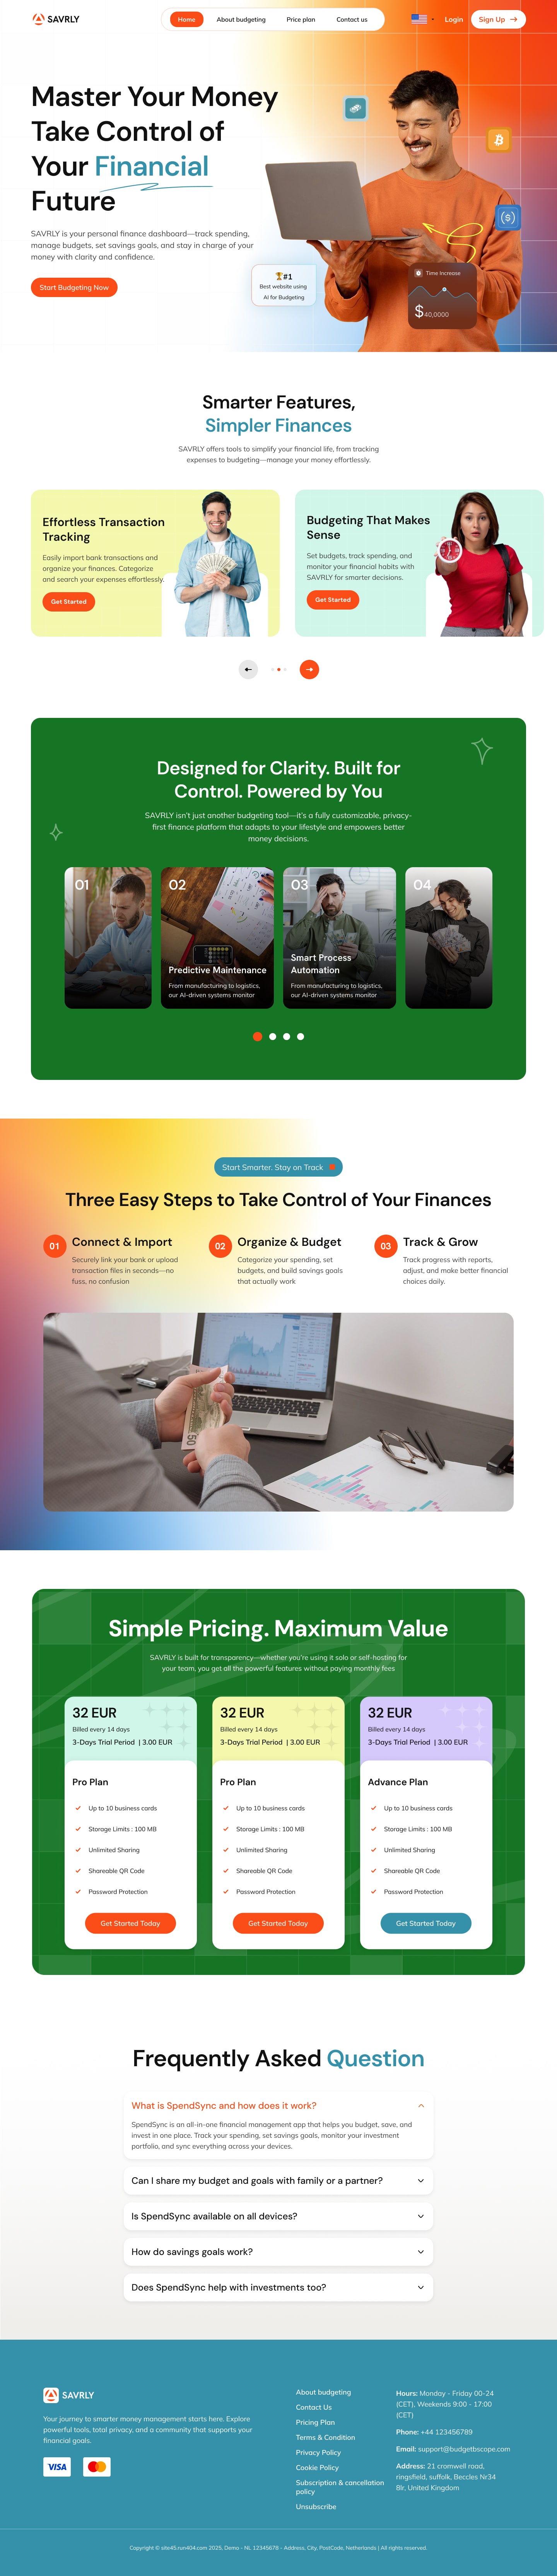 SAVRLY
Home
About budgeting
Price plan
Contact us
Login
Sign Up
Master Your Money
Take Control of
Your Financial
Future
SAVRLY is your personal finance dashboard—track spending,
manage budgets, set savings goals, and stay in charge of your
money with clarity and confidence.
Start Budgeting Now
#1
Best website using
AI for Budgeting
Time Increase
$40,0000
Smarter Features,
Simpler Finances
SAVRLY offers tools to simplify your financial life, from tracking
expenses to budgeting—manage your money effortlessly.
Effortless Transaction
Tracking
Easily import bank transactions and
organize your finances. Categorize
and search your expenses effortlessly.
Get Started
Budgeting That Makes
Sense
Set budgets, track spending, and
monitor your financial habits with
SAVRLY for smarter decisions.
Get Started
Designed for Clarity. Built for
Control. Powered by You
SAVRLY isn't just another budgeting tool—it's a fully customizable, privacy-
first finance platform that adapts to your lifestyle and empowers better
money decisions.
01
02
Predictive Maintenance
From manufacturing to logistics,
our AI-driven systems monitor
03
Smart Process
Automation
From manufacturing to logistics,
our AI-driven systems monitor
04
Start Smarter. Stay on Track
Three Easy Steps to Take Control of Your Finances
01
Connect & Import
Securely link your bank or upload
transaction files in seconds—no
fuss, no confusion
02
Organize & Budget
Categorize your spending, set
budgets, and build savings goals
that actually work
03
Track & Grow
Track progress with reports,
adjust, and make better financial
choices daily.
Simple Pricing. Maximum Value
SAVRLY is built for transparency—whether you're using it solo or self-hosting for
your team, you get all the powerful features without paying monthly fees
32 EUR
Billed every 14 days
3-Days Trial Period | 3.00 EUR
Pro Plan
Up to 10 business cards
Storage Limits : 100 MB
Unlimited Sharing
Shareable QR Code
Password Protection
Get Started Today
32 EUR
Billed every 14 days
3-Days Trial Period | 3.00 EUR
Pro Plan
Up to 10 business cards
Storage Limits : 100 MB
Unlimited Sharing
Shareable QR Code
Password Protection
Get Started Today
32 EUR
Billed every 14 days
3-Days Trial Period | 3.00 EUR
Advance Plan
Up to 10 business cards
Storage Limits : 100 MB
Unlimited Sharing
Shareable QR Code
Password Protection
Get Started Today
Frequently Asked Question
What is SpendSync and how does it work?
SpendSync is an all-in-one financial management app that helps you budget, save, and
invest in one place. Track your spending, set savings goals, monitor your investment
portfolio, and sync everything across your devices.
Can I share my budget and goals with family or a partner?
Is SpendSync available on all devices?
How do savings goals work?
Does SpendSync help with investments too?
SAVRLY
Your journey to smarter money management starts here. Explore
powerful tools, total privacy, and a community that supports your
financial goals.
VISA
About budgeting
Contact Us
Pricing Plan
Terms & Condition
Privacy Policy
Cookie Policy
Subscription & cancellation
policy
Unsubscribe
Hours: Monday - Friday 00-24
(CET), Weekends 9:00 - 17:00
(CET)
Phone: +44 123456789
Email: support@budgetbscope.com
Address: 21 cromwell road,
ringsfield, suffolk, Beccles Nr34
8lr, United Kingdom
Copyright © site45.run404.com 2025, Demo - NL 12345678 - Address, City, PostCode, Netherlands | All rights reserved.